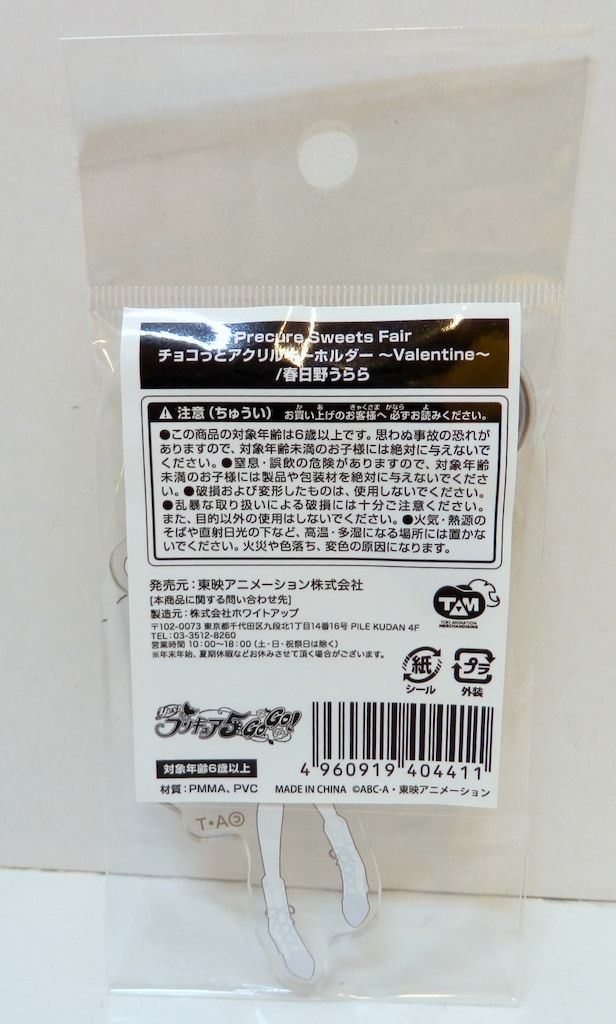 Precure Sweets Fair
チョコっとアクリルキーホルダー ～Valentine～
/春日野うらら
注意(ちゅうい) お買い上げのお客様へ 必ずお読みください。
●この商品の対象年齢は6歳以上です。思わぬ事故の恐れが
ありますので、対象年齢未満のお子様には絶対に与えないで
ください。●窒息・誤飲の危険がありますので、対象年齢
未満のお子様には製品や包装材を絶対に与えないでくださ
い。●破損および変形したものは、使用しないでください。
●乱暴な取り扱いによる破損には十分ご注意ください。
また、目的以外の使用はしないでください。●火気・熱源の
そばや直射日光の下など、高温・多湿になる場所には置かな
いでください。火災や色落ち、変色の原因になります。
発売元：東映アニメーション株式会社
[本商品に関する問い合わせ先]
製造元：株式会社ホワイトアップ
〒102-0073 東京都千代田区九段北1丁目14番16号 PILE KUDAN 4F
TEL：03-3512-8260
営業時間 10：00～18：00 (土・日・祝祭日は除く)
※年末年始、夏期休暇などお休みさせて頂く場合がございます。
TAM
TOEI ANIMATION
MERCHANDISING
紙
シール
プラ
外装
Yes!
プリキュア5GoGo!
対象年齢6歳以上
4 960919 404411
材質：PMMA、PVC MADE IN CHINA ©ABC-A・東映アニメーション
T・A